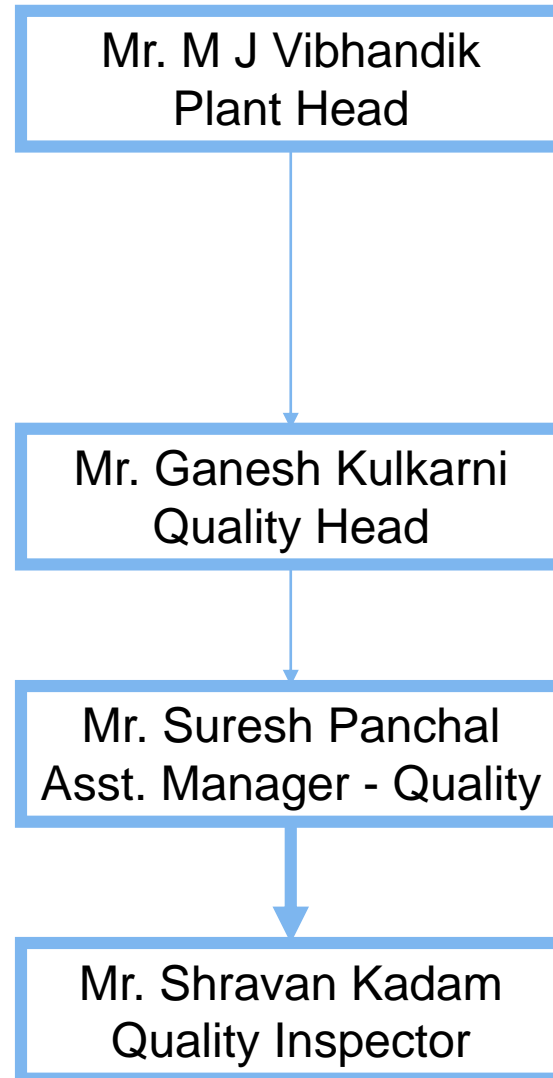 Mr. M J Vibhandik
Plant Head
Mr. Ganesh Kulkarni
Quality Head
Mr. Suresh Panchal
Asst. Manager - Quality
Mr. Shravan Kadam
Quality Inspector